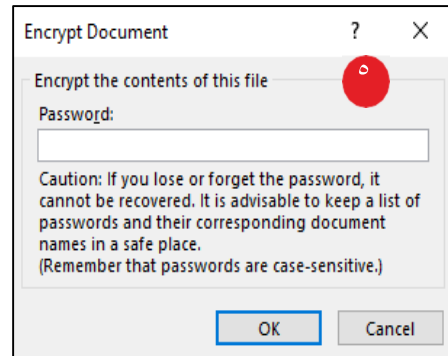 Encrypt Document ? X
Encrypt the contents of this file
Password:
Caution: If you lose or forget the password, it
cannot be recovered. It is advisable to keep a list of
passwords and their corresponding document
names in a safe place.
(Remember that passwords are case-sensitive.)
OK Cancel